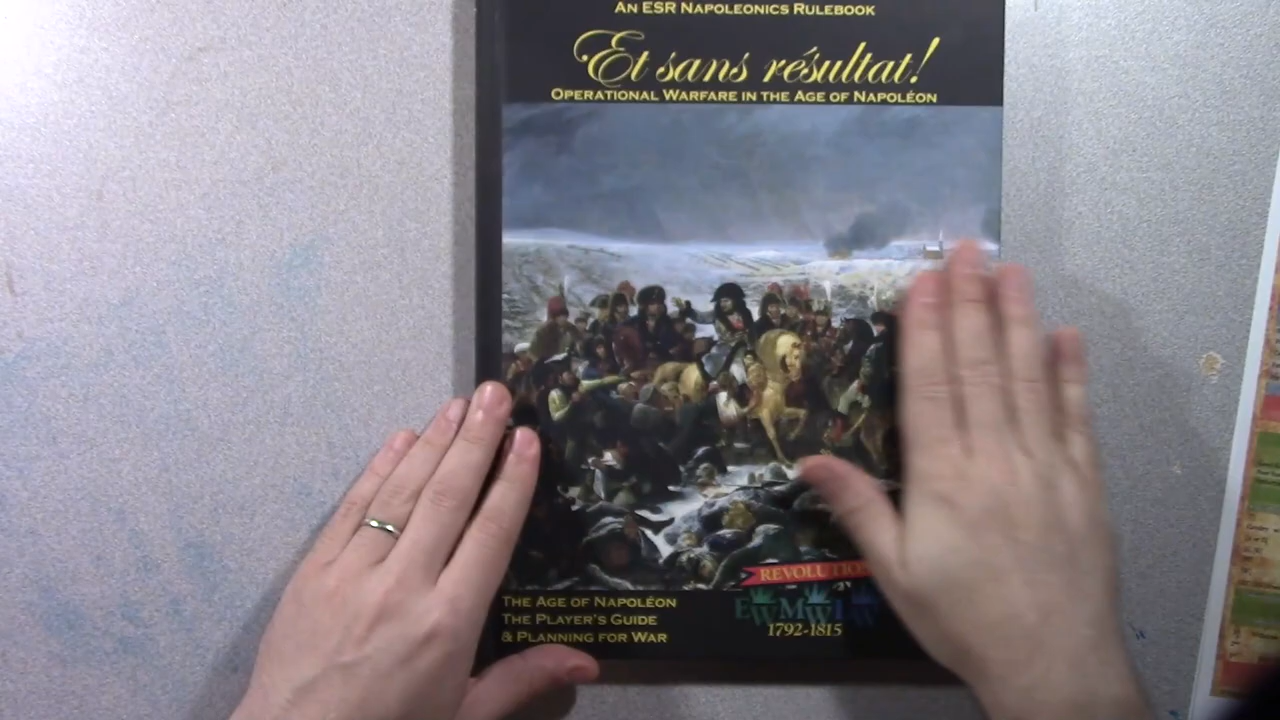 AN ESR NAPOLEONICS RULEBOOK
Et sans résultat!
OPERATIONAL WARFARE IN THE AGE OF NAPOLÉON
REVOLUTIO
THE AGE OF NAPOLÉON
THE PLAYER'S GUIDE
& PLANNING FOR WAR
1792-1815